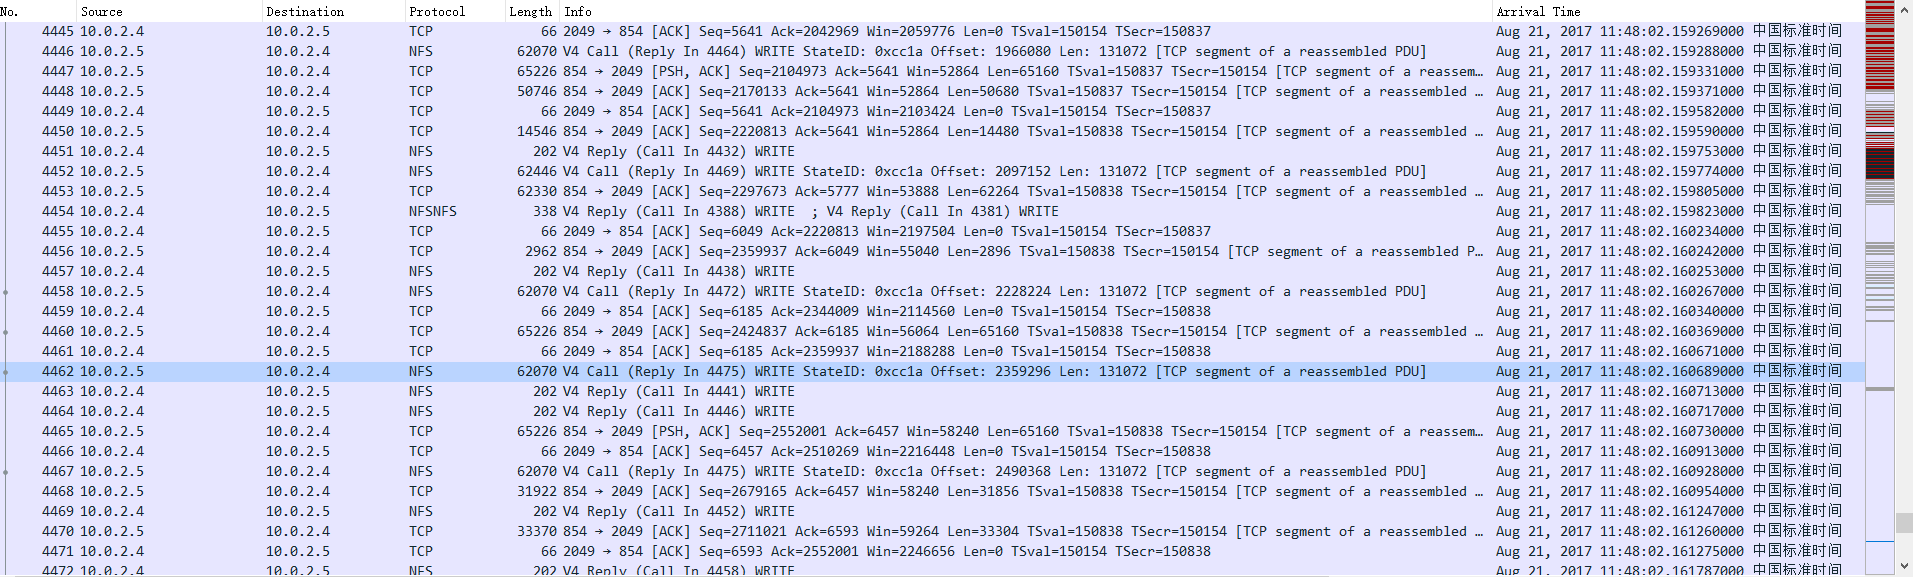 No. Source Destination Protocol Length Info Arrival Time
4445 10.0.2.4 10.0.2.5 TCP 66 2049 → 854 [ACK] Seq=5641 Ack=2042969 Win=2059776 Len=0 TSval=150154 TSecr=150837 Aug 21, 2017 11:48:02.159269000 中国标准时间
4446 10.0.2.5 10.0.2.4 NFS 62070 V4 Call (Reply In 4464) WRITE StateID: 0xcc1a Offset: 1966080 Len: 131072 [TCP segment of a reassembled PDU] Aug 21, 2017 11:48:02.159288000 中国标准时间
4447 10.0.2.5 10.0.2.4 TCP 65226 854 → 2049 [PSH, ACK] Seq=2104973 Ack=5641 Win=52864 Len=65160 TSval=150837 TSecr=150154 [TCP segment of a reassem… Aug 21, 2017 11:48:02.159331000 中国标准时间
4448 10.0.2.5 10.0.2.4 TCP 50746 854 → 2049 [ACK] Seq=2170133 Ack=5641 Win=52864 Len=50680 TSval=150837 TSecr=150154 [TCP segment of a reassembled … Aug 21, 2017 11:48:02.159371000 中国标准时间
4449 10.0.2.4 10.0.2.5 TCP 66 2049 → 854 [ACK] Seq=5641 Ack=2104973 Win=2103424 Len=0 TSval=150154 TSecr=150837 Aug 21, 2017 11:48:02.159582000 中国标准时间
4450 10.0.2.5 10.0.2.4 TCP 14546 854 → 2049 [ACK] Seq=2220813 Ack=5641 Win=52864 Len=14480 TSval=150838 TSecr=150154 [TCP segment of a reassembled … Aug 21, 2017 11:48:02.159590000 中国标准时间
4451 10.0.2.4 10.0.2.5 NFS 202 V4 Reply (Call In 4432) WRITE Aug 21, 2017 11:48:02.159753000 中国标准时间
4452 10.0.2.5 10.0.2.4 NFS 62446 V4 Call (Reply In 4469) WRITE StateID: 0xcc1a Offset: 2097152 Len: 131072 [TCP segment of a reassembled PDU] Aug 21, 2017 11:48:02.159774000 中国标准时间
4453 10.0.2.5 10.0.2.4 TCP 62330 854 → 2049 [ACK] Seq=2297673 Ack=5777 Win=53888 Len=62264 TSval=150838 TSecr=150154 [TCP segment of a reassembled … Aug 21, 2017 11:48:02.159805000 中国标准时间
4454 10.0.2.4 10.0.2.5 NFSNFS 338 V4 Reply (Call In 4388) WRITE ; V4 Reply (Call In 4381) WRITE Aug 21, 2017 11:48:02.159823000 中国标准时间
4455 10.0.2.4 10.0.2.5 TCP 66 2049 → 854 [ACK] Seq=6049 Ack=2220813 Win=2197504 Len=0 TSval=150154 TSecr=150837 Aug 21, 2017 11:48:02.160234000 中国标准时间
4456 10.0.2.5 10.0.2.4 TCP 2962 854 → 2049 [ACK] Seq=2359937 Ack=6049 Win=55040 Len=2896 TSval=150838 TSecr=150154 [TCP segment of a reassembled P… Aug 21, 2017 11:48:02.160242000 中国标准时间
4457 10.0.2.4 10.0.2.5 NFS 202 V4 Reply (Call In 4438) WRITE Aug 21, 2017 11:48:02.160253000 中国标准时间
4458 10.0.2.5 10.0.2.4 NFS 62070 V4 Call (Reply In 4472) WRITE StateID: 0xcc1a Offset: 2228224 Len: 131072 [TCP segment of a reassembled PDU] Aug 21, 2017 11:48:02.160267000 中国标准时间
4459 10.0.2.4 10.0.2.5 TCP 66 2049 → 854 [ACK] Seq=6185 Ack=2344009 Win=2114560 Len=0 TSval=150154 TSecr=150838 Aug 21, 2017 11:48:02.160340000 中国标准时间
4460 10.0.2.5 10.0.2.4 TCP 65226 854 → 2049 [ACK] Seq=2424837 Ack=6185 Win=56064 Len=65160 TSval=150838 TSecr=150154 [TCP segment of a reassembled … Aug 21, 2017 11:48:02.160369000 中国标准时间
4461 10.0.2.4 10.0.2.5 TCP 66 2049 → 854 [ACK] Seq=6185 Ack=2359937 Win=2188288 Len=0 TSval=150154 TSecr=150838 Aug 21, 2017 11:48:02.160671000 中国标准时间
4462 10.0.2.5 10.0.2.4 NFS 62070 V4 Call (Reply In 4475) WRITE StateID: 0xcc1a Offset: 2359296 Len: 131072 [TCP segment of a reassembled PDU] Aug 21, 2017 11:48:02.160689000 中国标准时间
4463 10.0.2.4 10.0.2.5 NFS 202 V4 Reply (Call In 4441) WRITE Aug 21, 2017 11:48:02.160713000 中国标准时间
4464 10.0.2.4 10.0.2.5 NFS 202 V4 Reply (Call In 4446) WRITE Aug 21, 2017 11:48:02.160717000 中国标准时间
4465 10.0.2.5 10.0.2.4 TCP 65226 854 → 2049 [PSH, ACK] Seq=2552001 Ack=6457 Win=58240 Len=65160 TSval=150838 TSecr=150154 [TCP segment of a reassem… Aug 21, 2017 11:48:02.160730000 中国标准时间
4466 10.0.2.4 10.0.2.5 TCP 66 2049 → 854 [ACK] Seq=6457 Ack=2510269 Win=2216448 Len=0 TSval=150154 TSecr=150838 Aug 21, 2017 11:48:02.160913000 中国标准时间
4467 10.0.2.5 10.0.2.4 NFS 62070 V4 Call (Reply In 4475) WRITE StateID: 0xcc1a Offset: 2490368 Len: 131072 [TCP segment of a reassembled PDU] Aug 21, 2017 11:48:02.160928000 中国标准时间
4468 10.0.2.5 10.0.2.4 TCP 31922 854 → 2049 [ACK] Seq=2679165 Ack=6457 Win=58240 Len=31856 TSval=150838 TSecr=150154 [TCP segment of a reassembled … Aug 21, 2017 11:48:02.160954000 中国标准时间
4469 10.0.2.4 10.0.2.5 NFS 202 V4 Reply (Call In 4452) WRITE Aug 21, 2017 11:48:02.161247000 中国标准时间
4470 10.0.2.5 10.0.2.4 TCP 33370 854 → 2049 [ACK] Seq=2711021 Ack=6593 Win=59264 Len=33304 TSval=150838 TSecr=150154 [TCP segment of a reassembled … Aug 21, 2017 11:48:02.161260000 中国标准时间
4471 10.0.2.4 10.0.2.5 TCP 66 2049 → 854 [ACK] Seq=6593 Ack=2552001 Win=2246656 Len=0 TSval=150154 TSecr=150838 Aug 21, 2017 11:48:02.161275000 中国标准时间
4472 10.0.2.4 10.0.2.5 NFS 202 V4 Reply (Call In 4458) WRITE Aug 21, 2017 11:48:02.161787000 中国标准时间